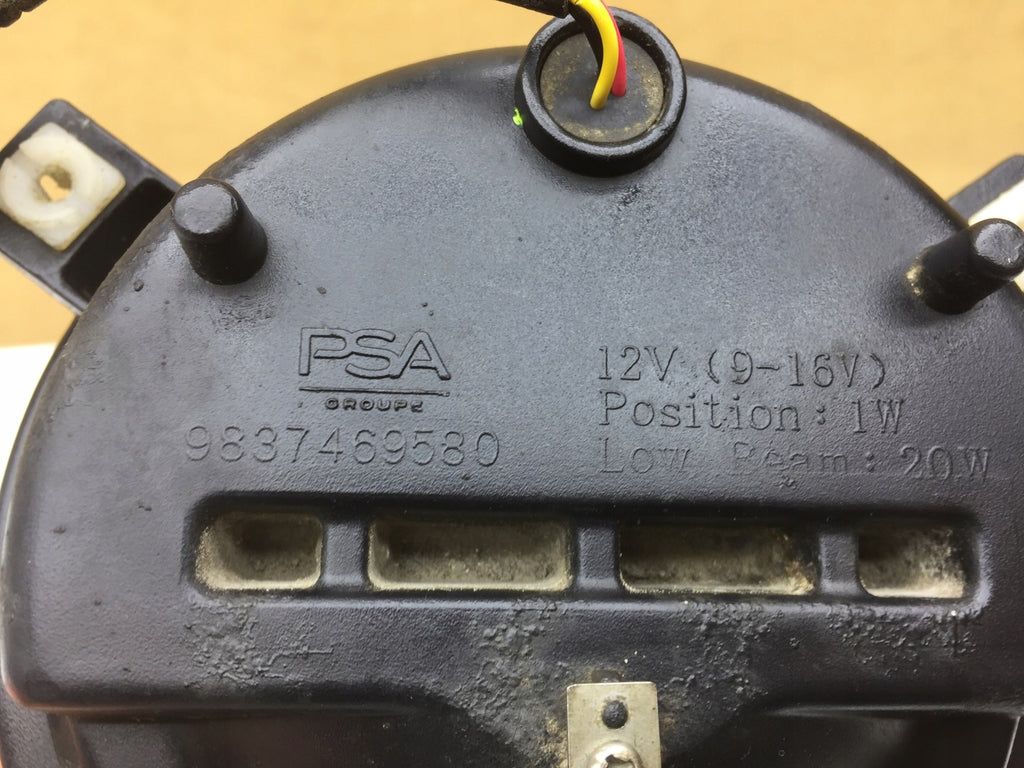 PSA
GROUPE
9837469580
12V (9-16V)
Position: 1W
Low Beam: 20W